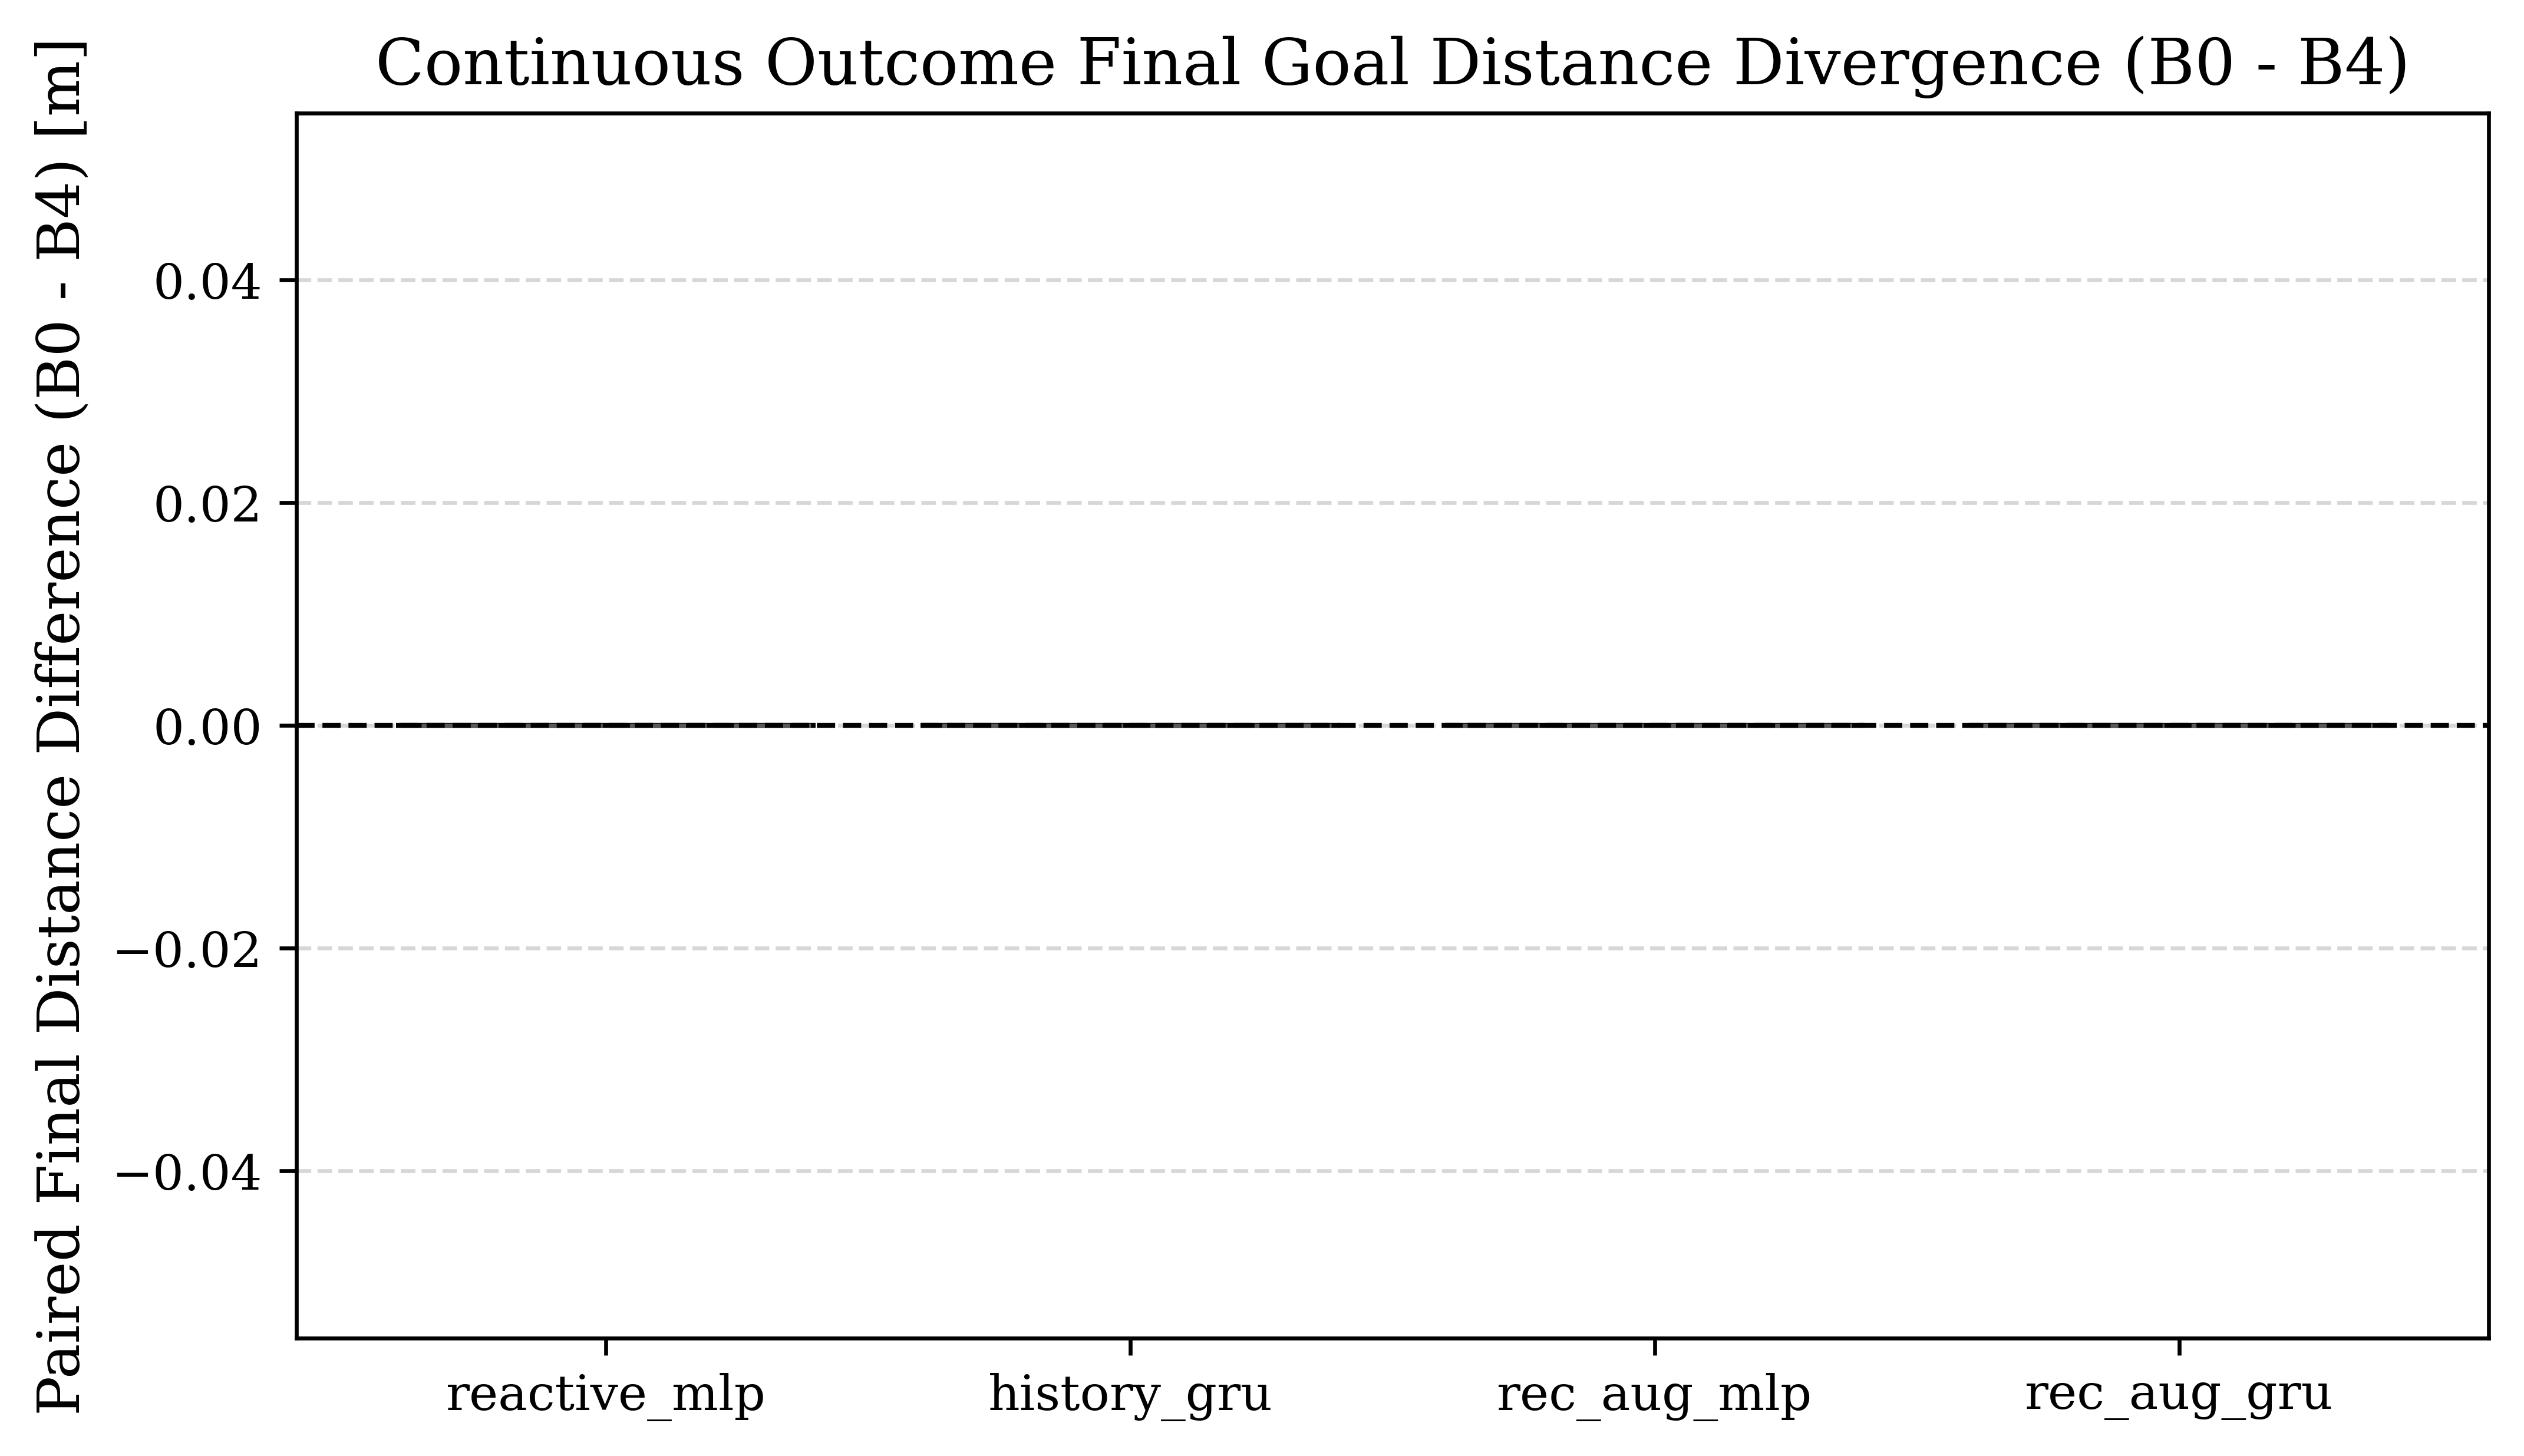 Continuous Outcome Final Goal Distance Divergence (B0 - B4)
Paired Final Distance Difference (B0 - B4) [m]
0.04
0.02
0.00
−0.02
−0.04
reactive_mlp
history_gru
rec_aug_mlp
rec_aug_gru